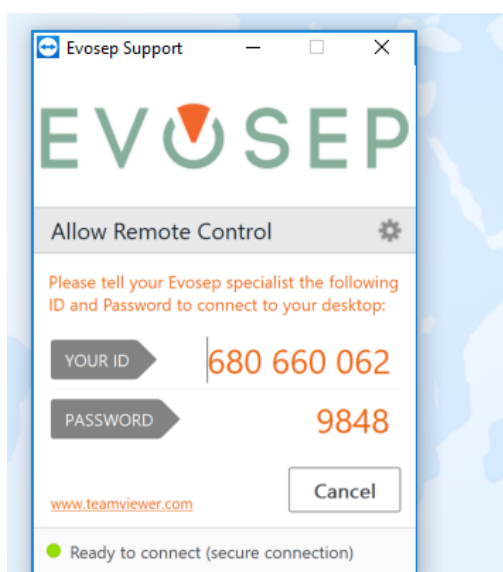 Evosep Support
EVOSEP
Allow Remote Control
Please tell your Evosep specialist the following
ID and Password to connect to your desktop:
YOUR ID 680 660 062
PASSWORD 9848
Cancel
www.teamviewer.com
Ready to connect (secure connection)